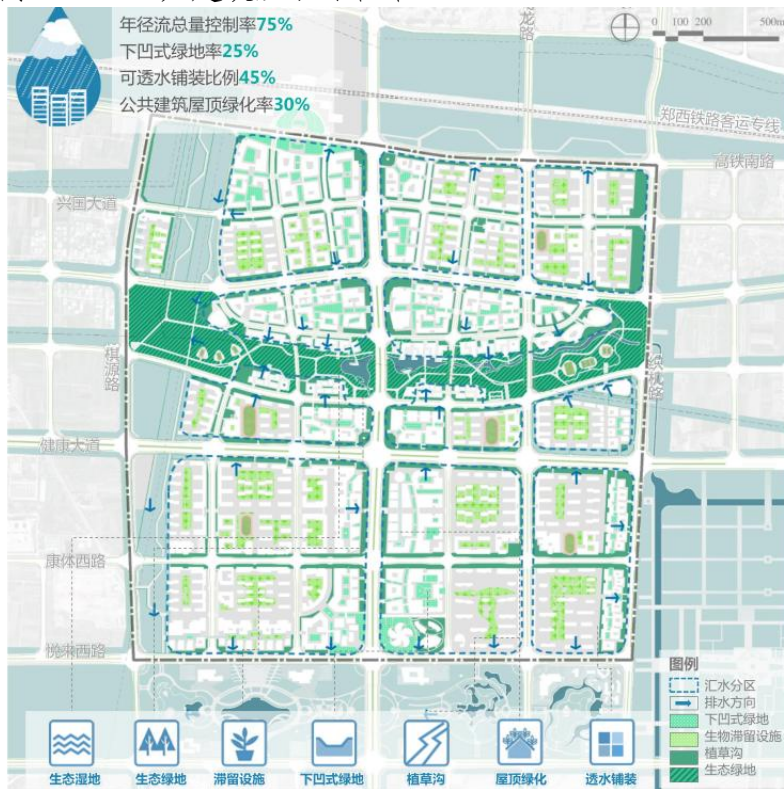 年径流总量控制率75%
下凹式绿地率25%
可透水铺装比例45%
公共建筑屋顶绿化率30%
龙路
0 100 200 500m
郑西铁路客运专线
高铁南路
兴国大道
棋源路
织机路
健康大道
康体西路
悦来西路
图例
汇水分区
排水方向
下凹式绿地
生物滞留设施
植草沟
生态绿地
生态湿地
生态绿地
滞留设施
下凹式绿地
植草沟
屋顶绿化
透水铺装